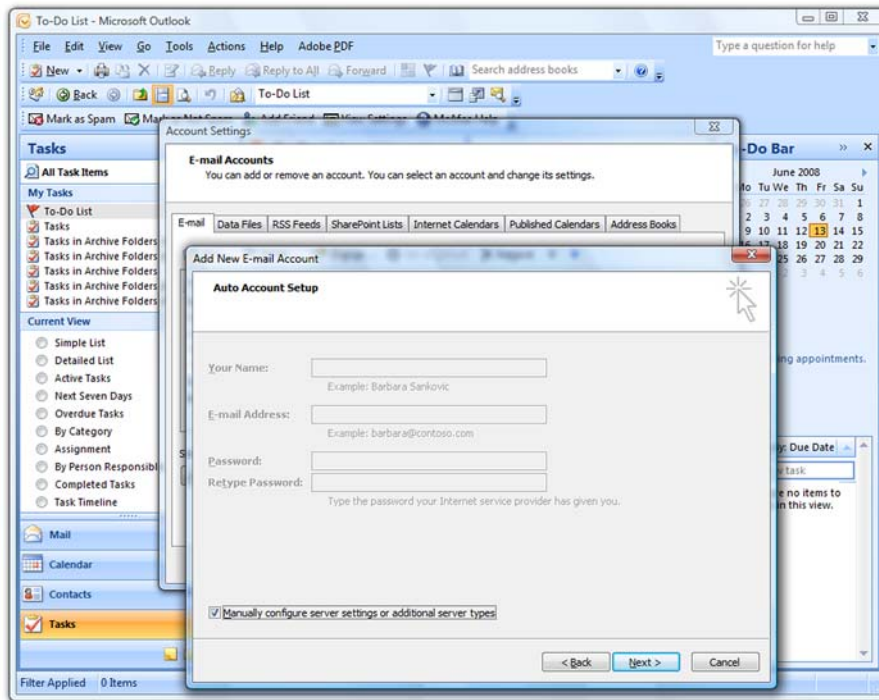 To-Do List - Microsoft Outlook
File Edit View Go Tools Actions Help Adobe PDF
Type a question for help
New Reply Reply to All Forward Search address books
Back To-Do List
Mark as Spam
Account Settings
E-mail Accounts
You can add or remove an account. You can select an account and change its settings.
E-mail Data Files RSS Feeds SharePoint Lists Internet Calendars Published Calendars Address Books
Tasks
All Task Items
My Tasks
To-Do List
Tasks
Tasks in Archive Folders
Tasks in Archive Folders
Tasks in Archive Folders
Tasks in Archive Folders
Current View
Simple List
Detailed List
Active Tasks
Next Seven Days
Overdue Tasks
By Category
Assignment
By Person Responsibl
Completed Tasks
Task Timeline
Mail
Calendar
Contacts
Tasks
Filter Applied 0 Items
Add New E-mail Account
Auto Account Setup
Your Name:
Example: Barbara Sankovic
E-mail Address:
Example: barbara@contoso.com
Password:
Retype Password:
Type the password your Internet service provider has given you.
Manually configure server settings or additional server types
< Back Next > Cancel
-Do Bar
June 2008
Mo Tu We Th Fr Sa Su
26 27 28 29 30 31 1
2 3 4 5 6 7 8
9 10 11 12 13 14 15
16 17 18 19 20 21 22
25 26 27 28 29
2 3 4 5 6
ng appointments.
y: Due Date
task
e no items to
in this view.